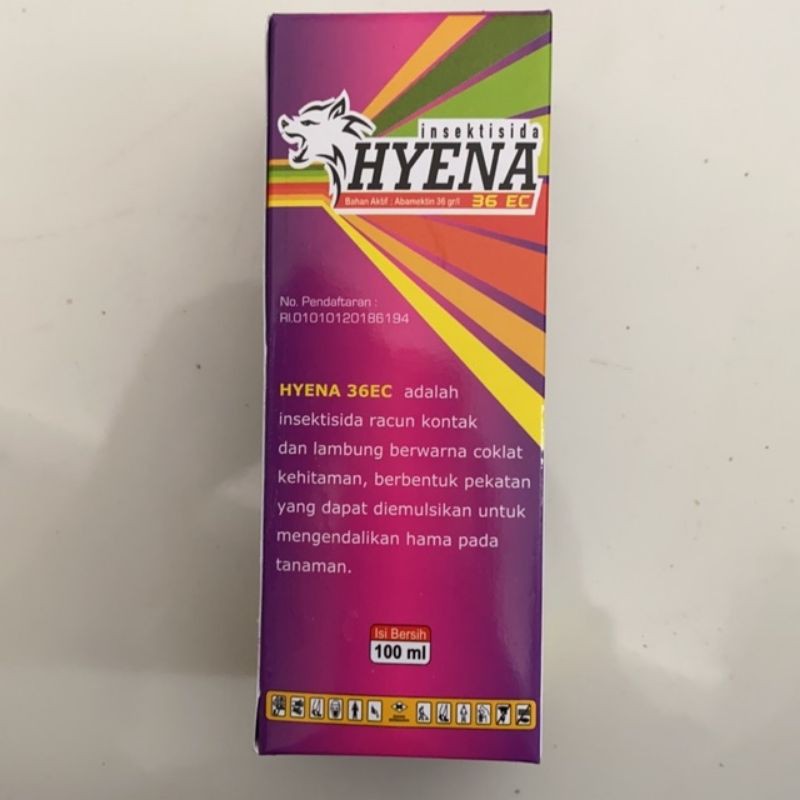 insektisida
HYENA
Bahan Aktif : Abamektin 36 gr/l 36 EC
No. Pendaftaran :
RI.01010120186194
HYENA 36EC adalah
insektisida racun kontak
dan lambung berwarna coklat
kehitaman, berbentuk pekatan
yang dapat diemulsikan untuk
mengendalikan hama pada
tanaman.
Isi Bersih
100 ml